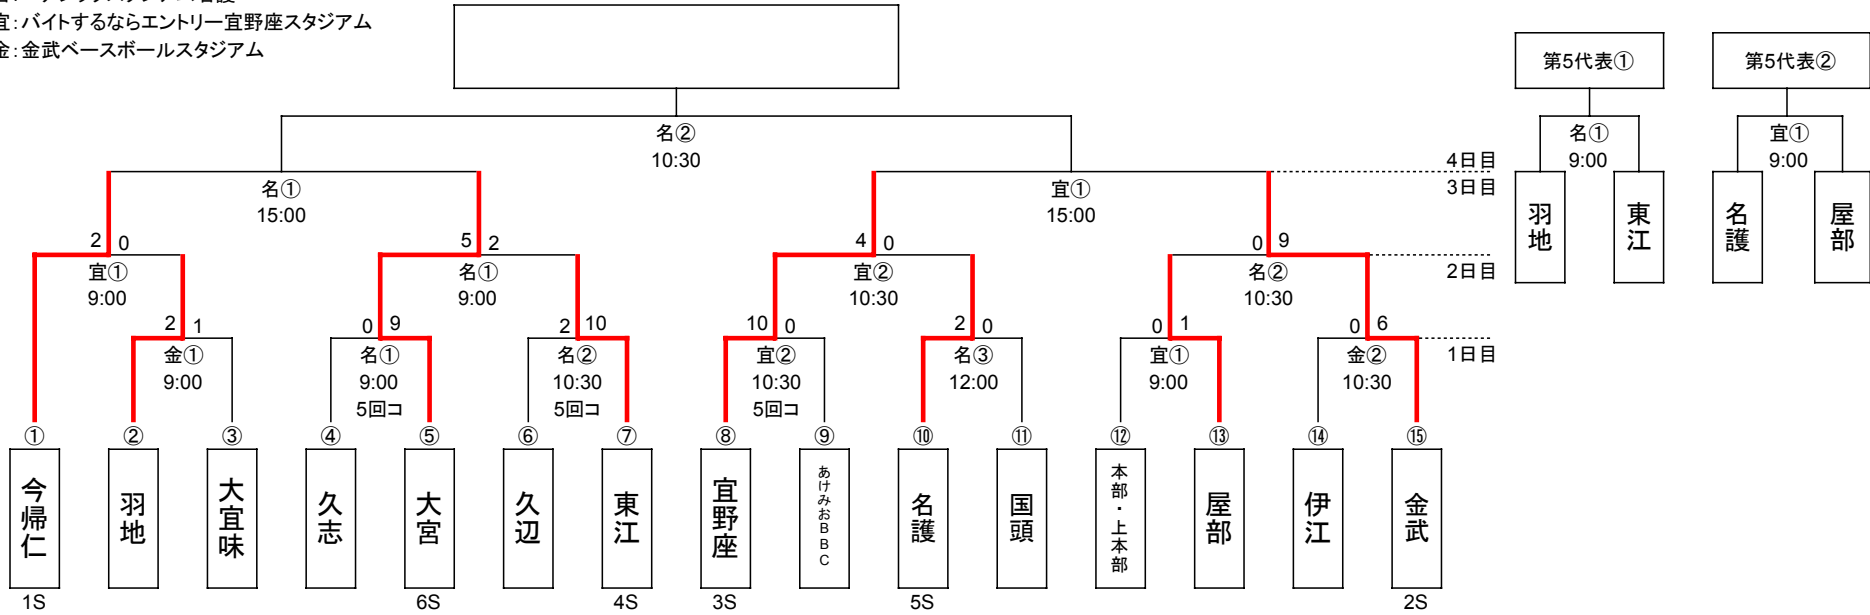 宜：バイトするならエントリー宜野座スタジアム
金：金武ベースボールスタジアム
第5代表①
第5代表②
名②
10:30
名①
9:00
宜①
9:00
4日目
3日目
名①
15:00
宜①
15:00
羽地
東江
名護
屋部
2 0
5 2
4 0
0 9
宜①
9:00
名①
9:00
宜②
10:30
名②
10:30
2日目
2 1
0 9
2 10
10 0
2 0
0 1
0 6
金①
9:00
名①
9:00
5回コ
名②
10:30
5回コ
宜②
10:30
5回コ
名③
12:00
宜①
9:00
金②
10:30
1日目
① ② ③ ④ ⑤ ⑥ ⑦ ⑧ ⑨ ⑩ ⑪ ⑫ ⑬ ⑭ ⑮
今帰仁
羽地
大宜味
久志
大宮
久辺
東江
宜野座
あけみおBBC
名護
国頭
本部・上本部
屋部
伊江
金武
1S 6S 4S 3S 5S 2S